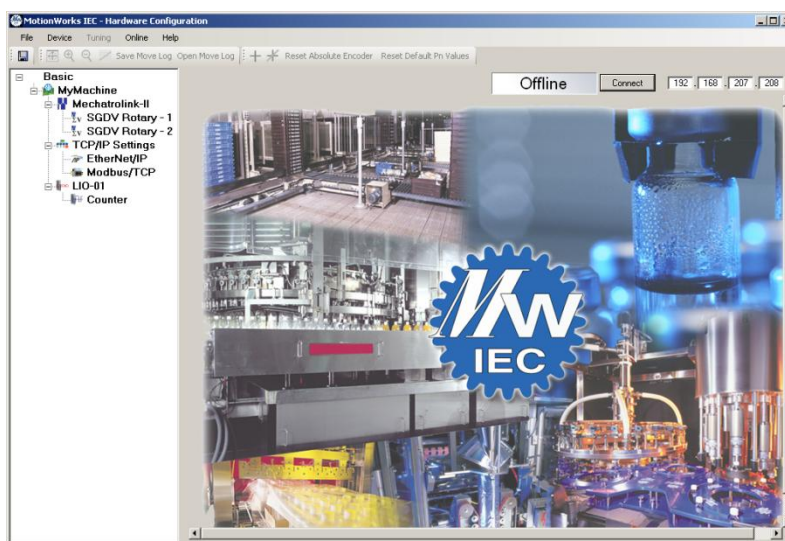 MotionWorks IEC - Hardware Configuration
File Device Tuning Online Help
Save Move Log Open Move Log Reset Absolute Encoder Reset Default Pn Values
Offline Connect 192 . 168 . 207 . 208
Basic
MyMachine
Mechatrolink-II
SGDV Rotary - 1
SGDV Rotary - 2
TCP/IP Settings
EtherNet/IP
Modbus/TCP
LIO-01
Counter
MW
IEC